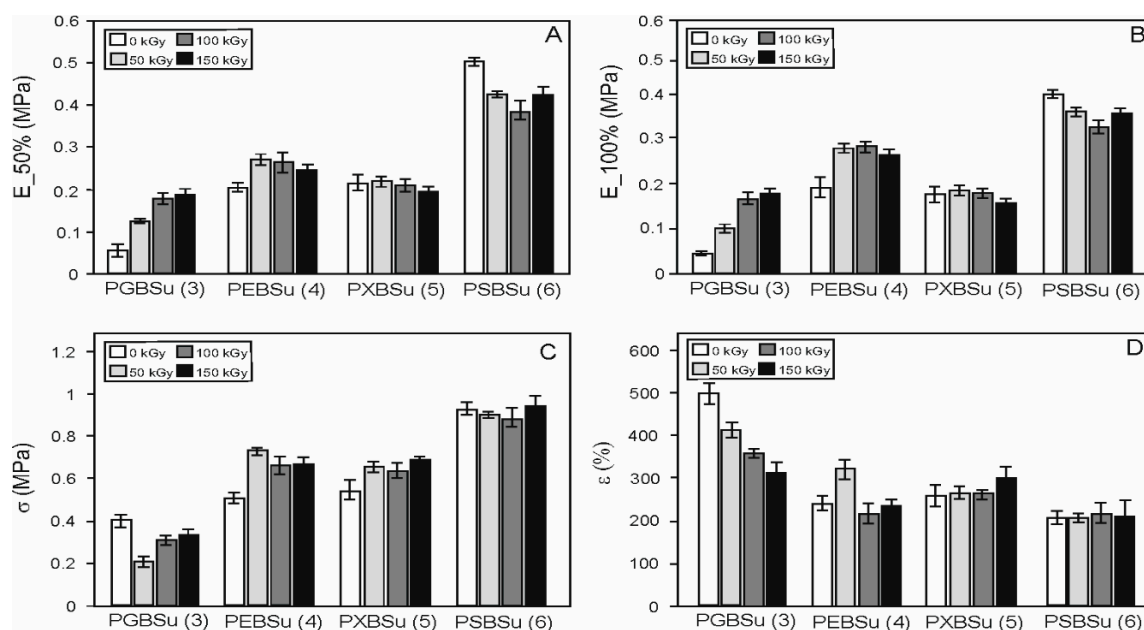 A
0 kGy 100 kGy
50 kGy 150 kGy
E_50% (MPa)
0.6
0.5
0.4
0.3
0.2
0.1
0
PGBSu (3) PEBSu (4) PXBSu (5) PSBSu (6)
B
0 kGy 100 kGy
50 kGy 150 kGy
E_100% (MPa)
0.6
0.5
0.4
0.3
0.2
0.1
0
PGBSu (3) PEBSu (4) PXBSu (5) PSBSu (6)
C
0 kGy 100 kGy
50 kGy 150 kGy
σ (MPa)
1.2
1
0.8
0.6
0.4
0.2
0
PGBSu (3) PEBSu (4) PXBSu (5) PSBSu (6)
D
0 kGy 100 kGy
50 kGy 150 kGy
ε (%)
600
500
400
300
200
100
0
PGBSu (3) PEBSu (4) PXBSu (5) PSBSu (6)